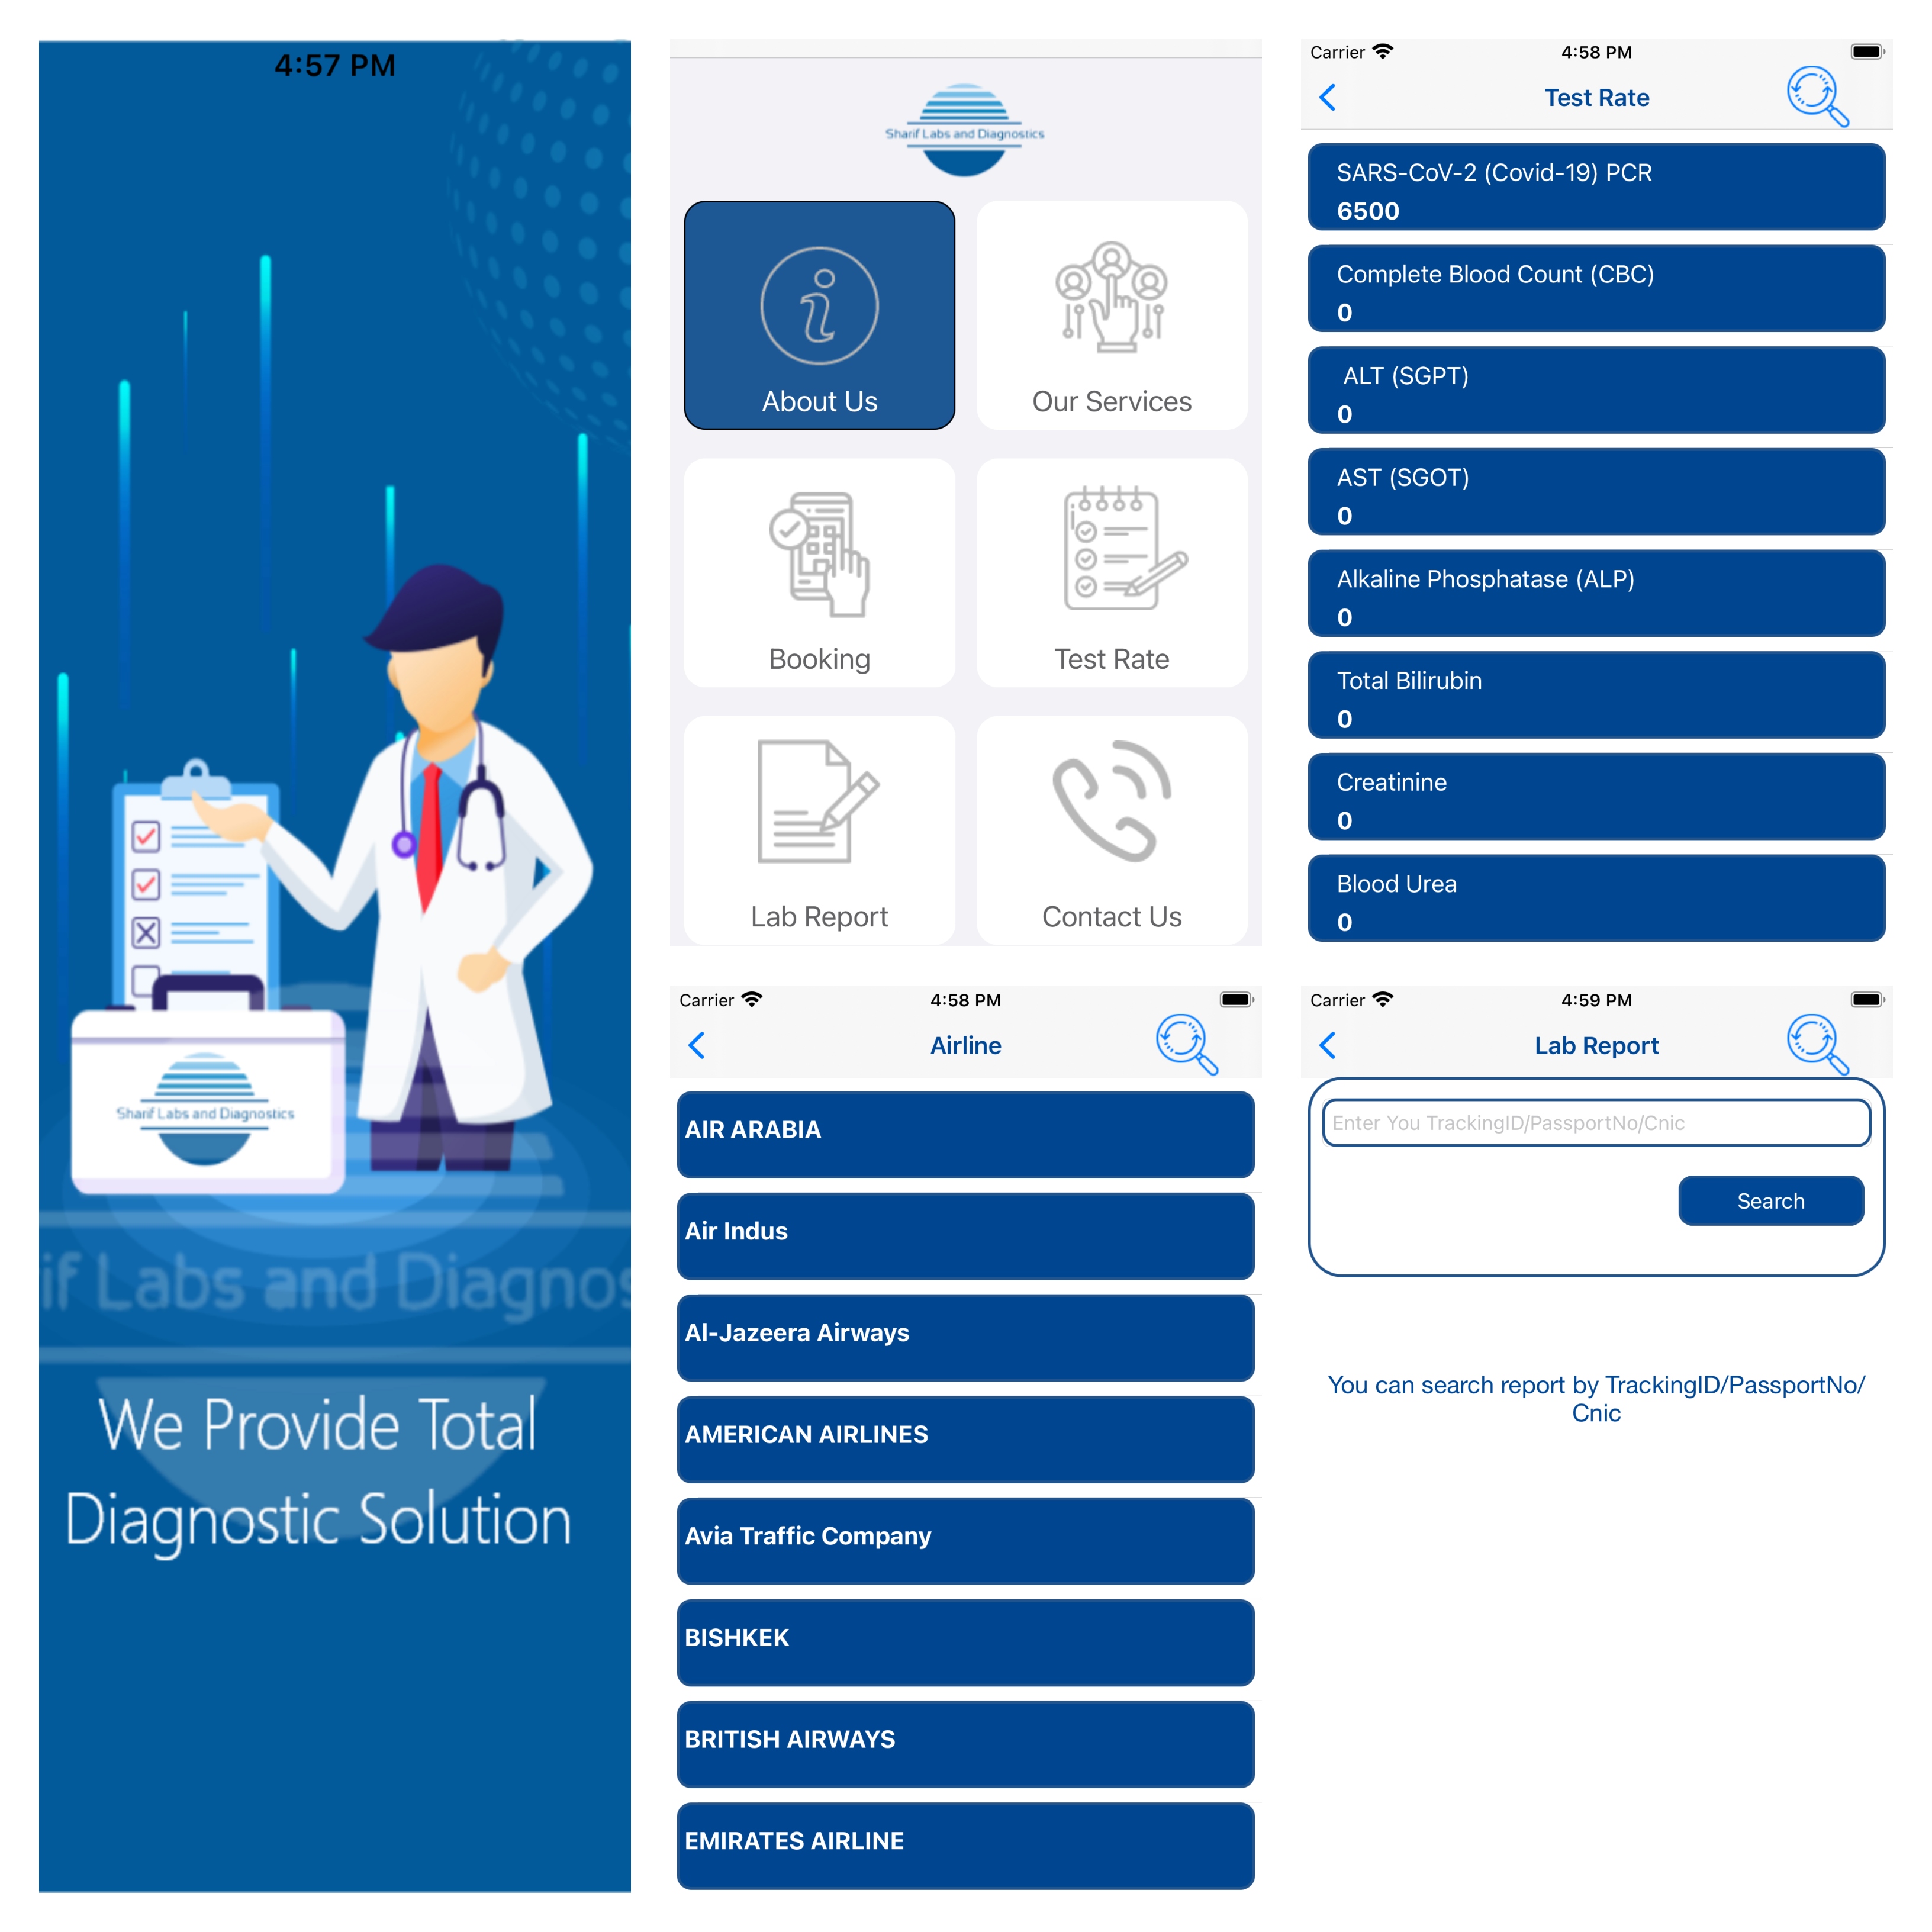 4:57 PM
Sharif Labs and Diagnostics
if Labs and Diagnos
We Provide Total
Diagnostic Solution
Sharif Labs and Diagnostics
About Us
Our Services
Booking
Test Rate
Lab Report
Contact Us
Carrier 4:58 PM
Test Rate
SARS-CoV-2 (Covid-19) PCR
6500
Complete Blood Count (CBC)
0
ALT (SGPT)
0
AST (SGOT)
0
Alkaline Phosphatase (ALP)
0
Total Bilirubin
0
Creatinine
0
Blood Urea
0
Carrier 4:58 PM
Airline
AIR ARABIA
Air Indus
Al-Jazeera Airways
AMERICAN AIRLINES
Avia Traffic Company
BISHKEK
BRITISH AIRWAYS
EMIRATES AIRLINE
Carrier 4:59 PM
Lab Report
Enter You TrackingID/PassportNo/Cnic
Search
You can search report by TrackingID/PassportNo/
Cnic